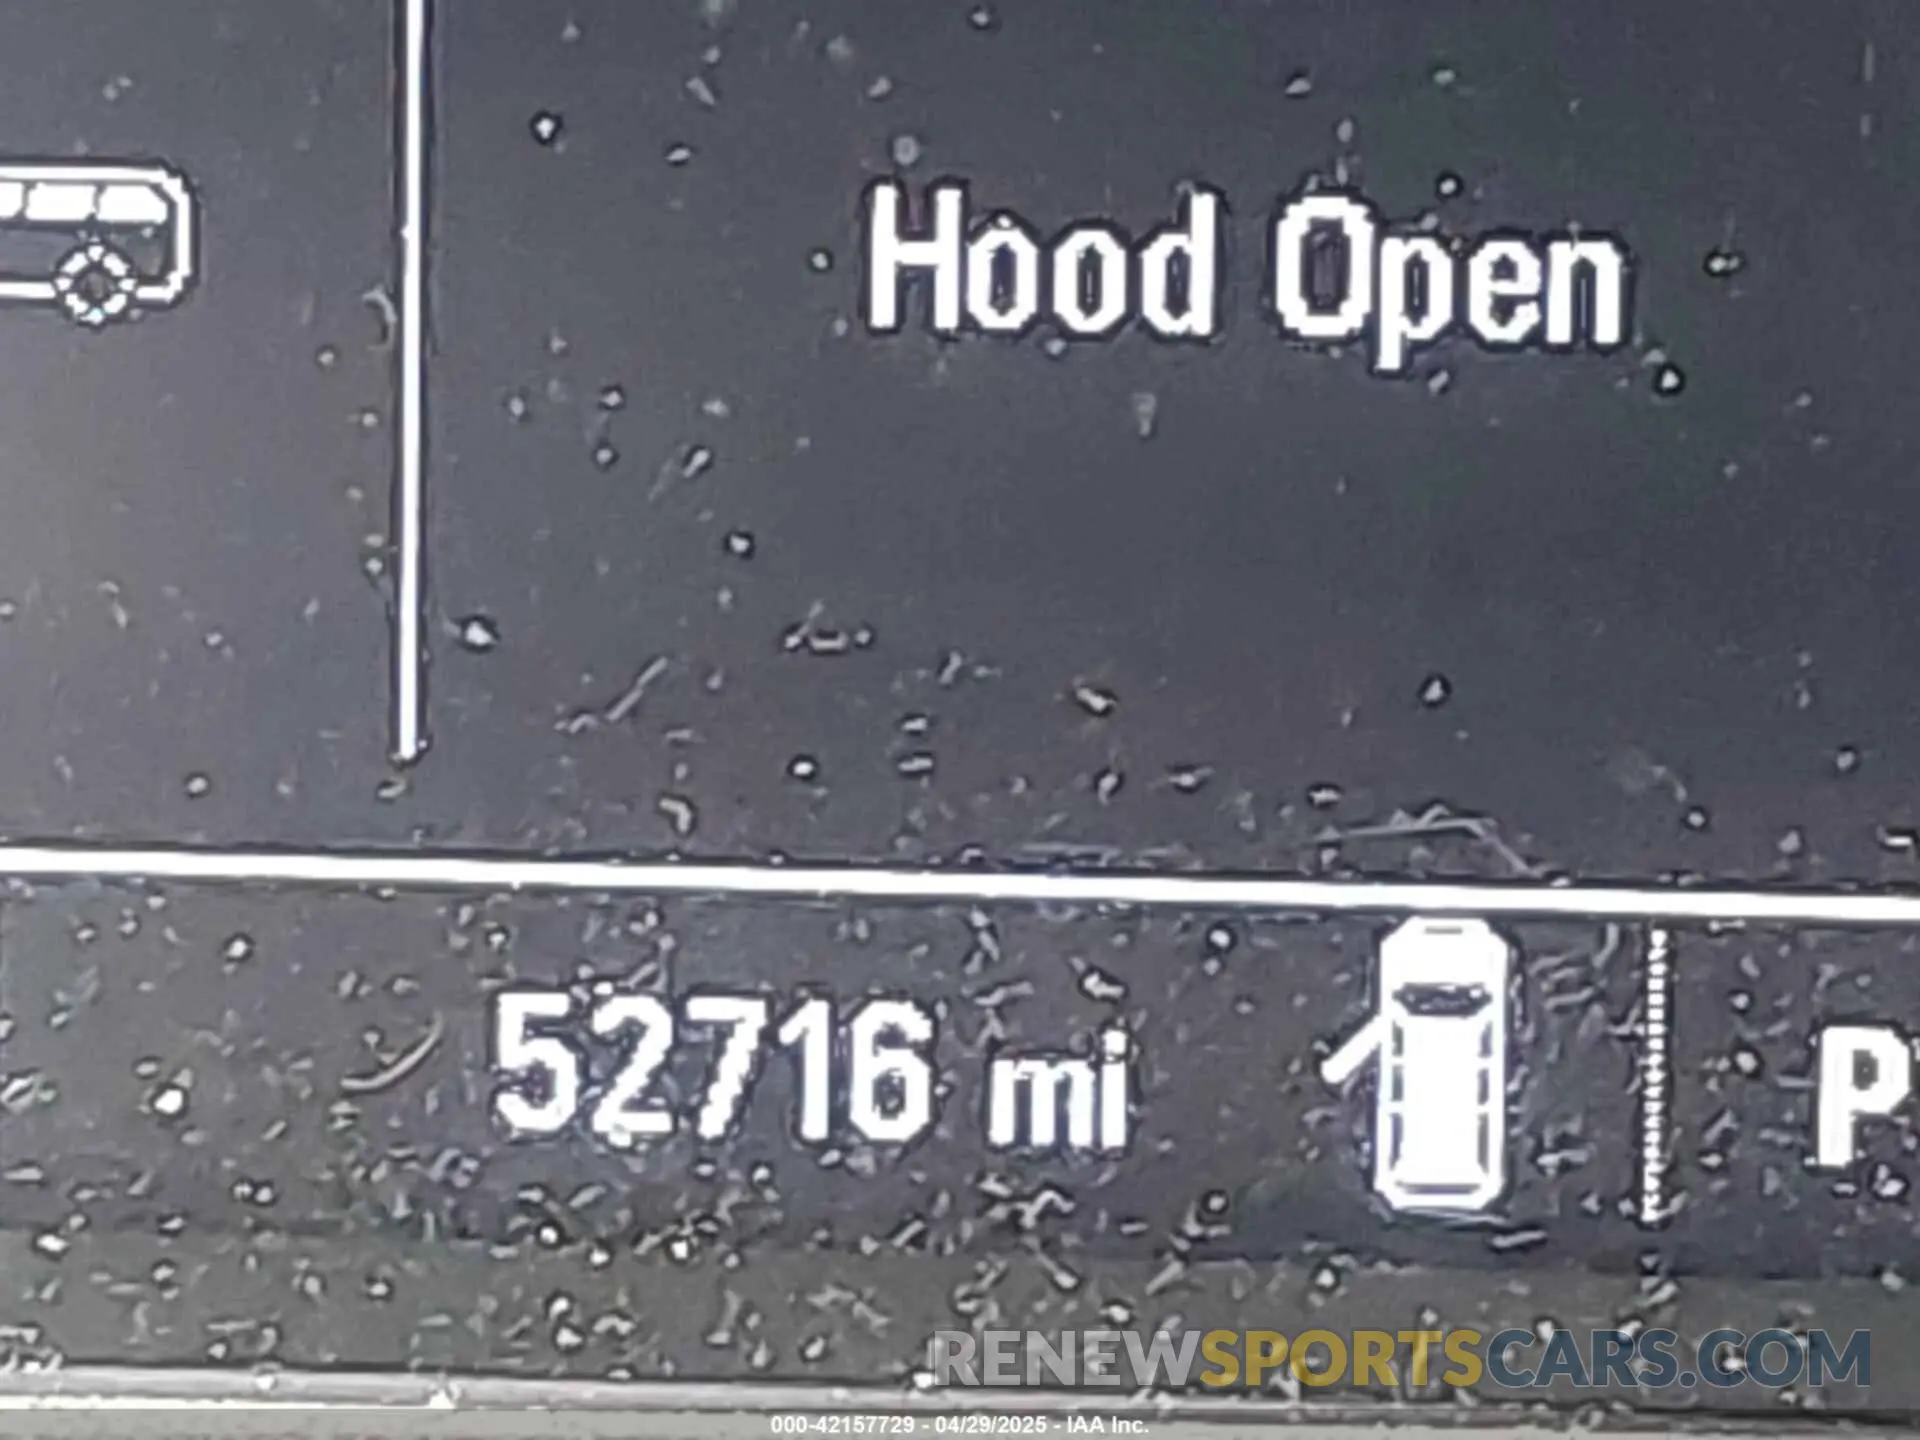 Hood Open
52716 mi
P
RENEWSPORTSCARS.COM
000-42157729 - 04/29/2025 - IAA Inc.